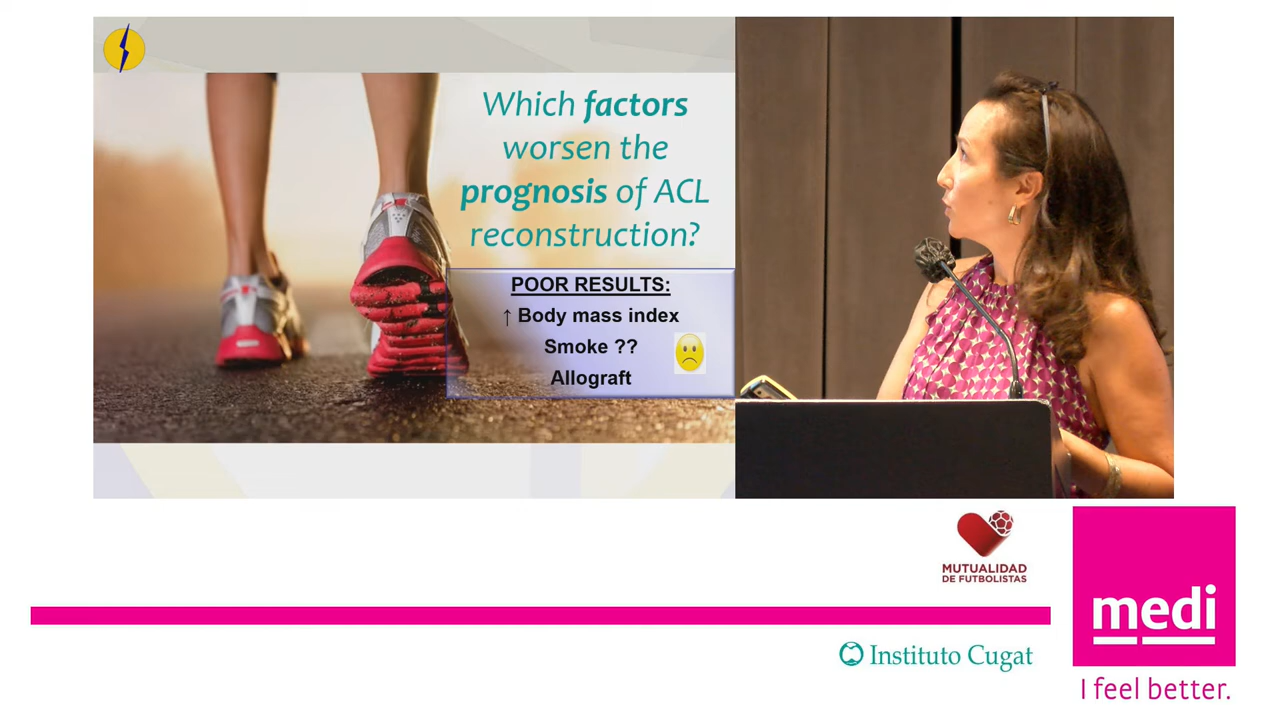 Which factors
worsen the
prognosis of ACL
reconstruction?
POOR RESULTS:
↑ Body mass index
Smoke ??
Allograft
MUTUALIDAD
DE FUTBOLISTAS
medi
Instituto Cugat
I feel better.